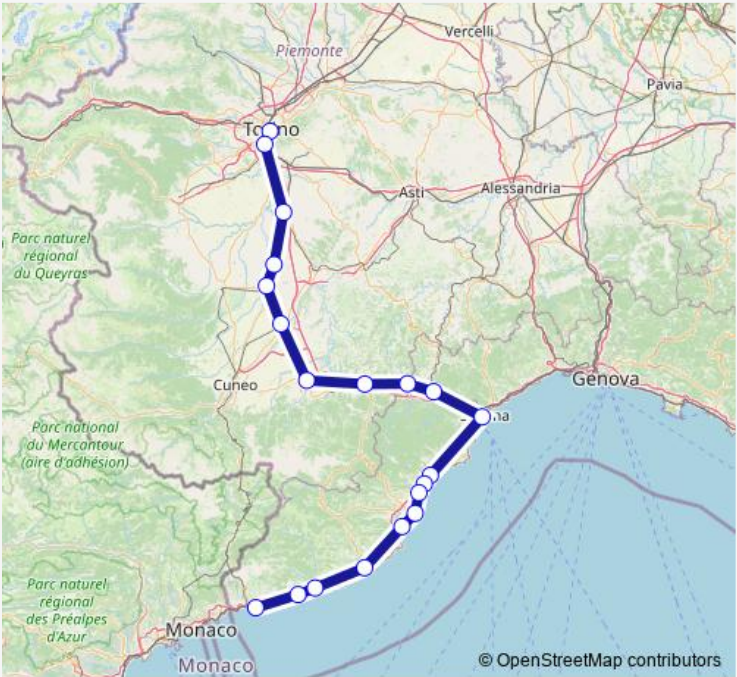 Vercelli
Piemonte
Pavia
Asti
Alessandria
Parc naturel
régional
du Queyras
Cuneo
Genova
Parc national
du Mercantour
(aire d'adhésion)
Parc naturel
régional
des Préalpes
d'Azur
Monaco
Monaco
© OpenStreetMap contributors